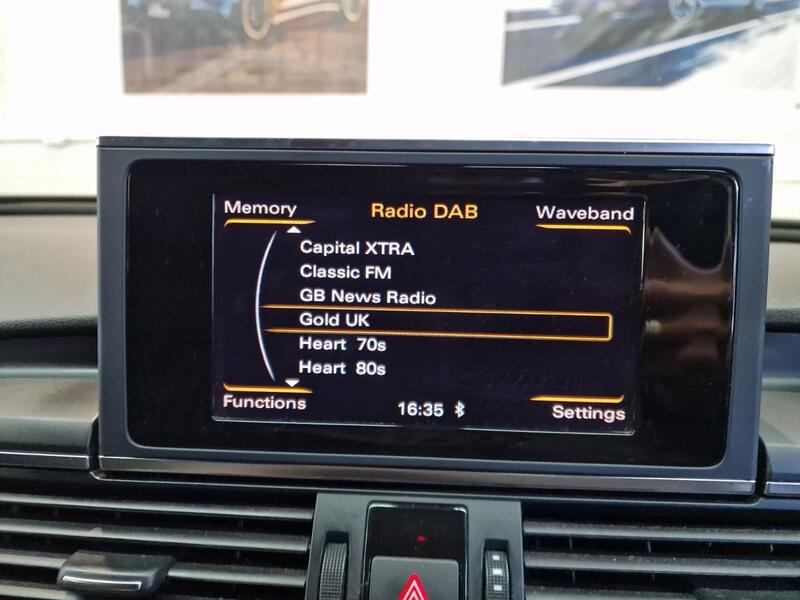 Memory Radio DAB Waveband
Capital XTRA
Classic FM
GB News Radio
Gold UK
Heart 70s
Heart 80s
Functions 16:35 Settings